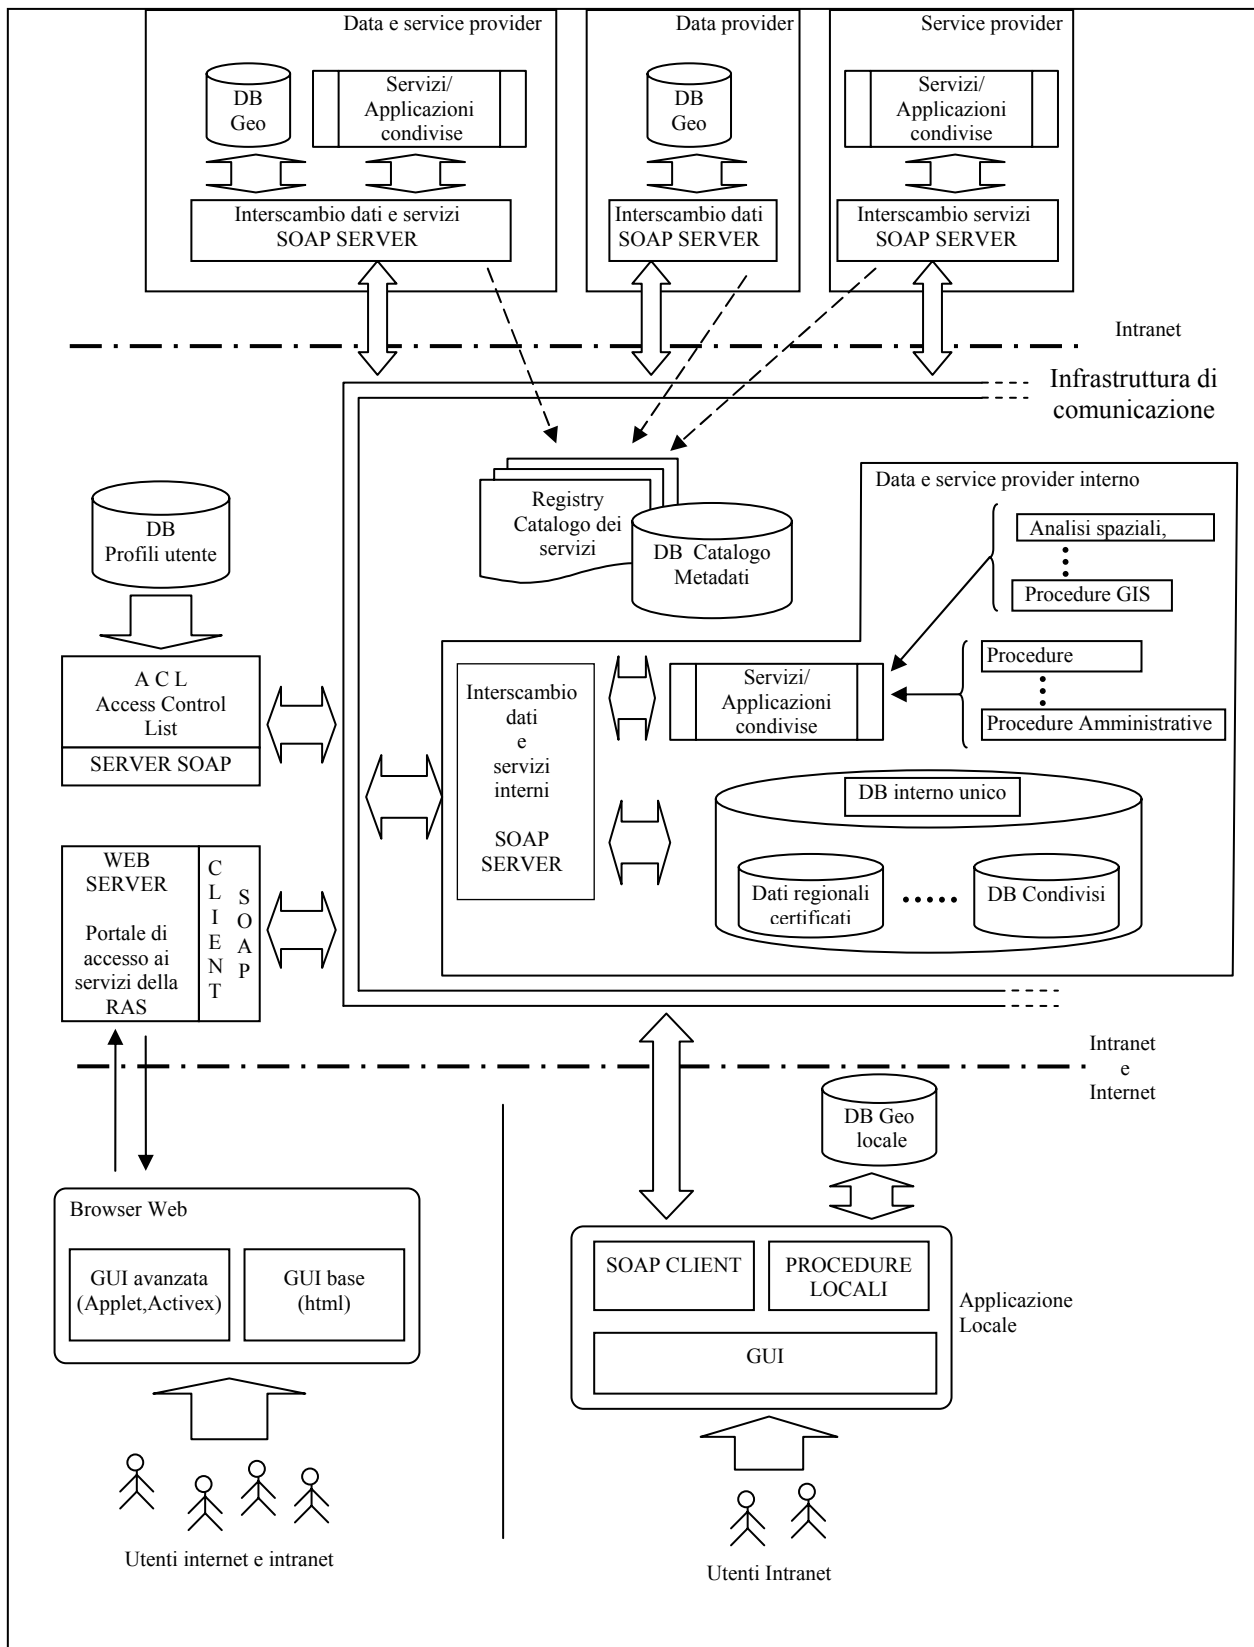 Data e service provider
Data provider
Service provider
DB
Geo
Servizi/
Applicazioni
condivise
DB
Geo
Servizi/
Applicazioni
condivise
Interscambio dati e servizi
SOAP SERVER
Interscambio dati
SOAP SERVER
Interscambio servizi
SOAP SERVER
Intranet
Infrastruttura di
comunicazione
DB
Profili utente
Registry
Catalogo dei
servizi
DB Catalogo
Metadati
Data e service provider interno
Analisi spaziali,
Procedure GIS
Procedure
Procedure Amministrative
A C L
Access Control
List
SERVER SOAP
Interscambio
dati
e
servizi
interni
SOAP
SERVER
Servizi/
Applicazioni
condivise
DB interno unico
Dati regionali
certificati
DB Condivisi
WEB
SERVER
Portale di
accesso ai
servizi della
RAS
C
L
I
E
N
T
S
O
A
P
Intranet
e
Internet
DB Geo
locale
Browser Web
GUI avanzata
(Applet,Activex)
GUI base
(html)
SOAP CLIENT
PROCEDURE
LOCALI
GUI
Applicazione
Locale
Utenti internet e intranet
Utenti Intranet